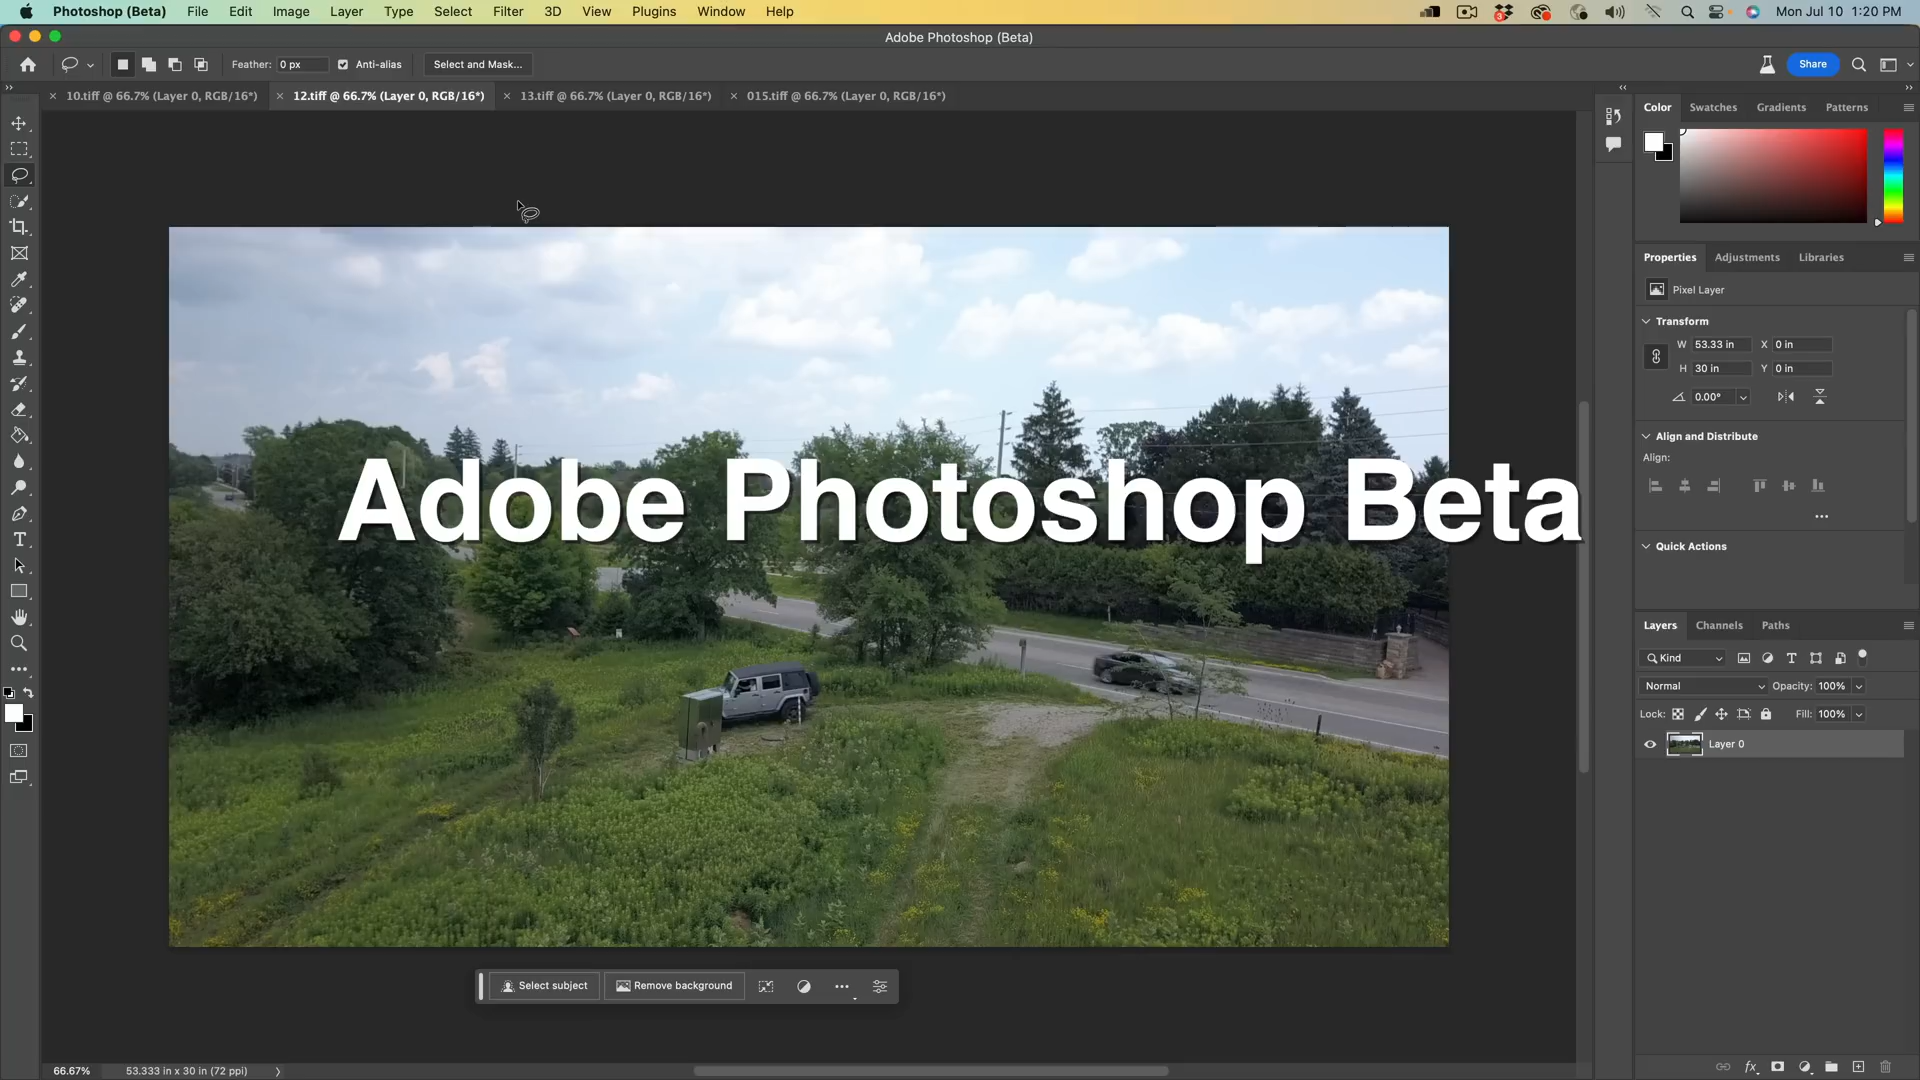 Photoshop (Beta) File Edit Image Layer Type Select Filter 3D View Plugins Window Help 3 Mon Jul 10 1:20 PM
Adobe Photoshop (Beta)
Feather: 0 px Anti-alias Select and Mask... Share
10.tiff @ 66.7% (Layer 0, RGB/16*) 12.tiff @ 66.7% (Layer 0, RGB/16*) 13.tiff @ 66.7% (Layer 0, RGB/16*) 015.tiff @ 66.7% (Layer 0, RGB/16*)
Color Swatches Gradients Patterns
Properties Adjustments Libraries
Pixel Layer
Transform
W 53.33 in X 0 in
H 30 in Y 0 in
0.00°
Align and Distribute
Align:
Quick Actions
Adobe Photoshop Beta
Layers Channels Paths
Kind
Normal Opacity: 100%
Lock: Fill: 100%
Layer 0
Select subject Remove background
66.67% 53.333 in x 30 in (72 ppi)